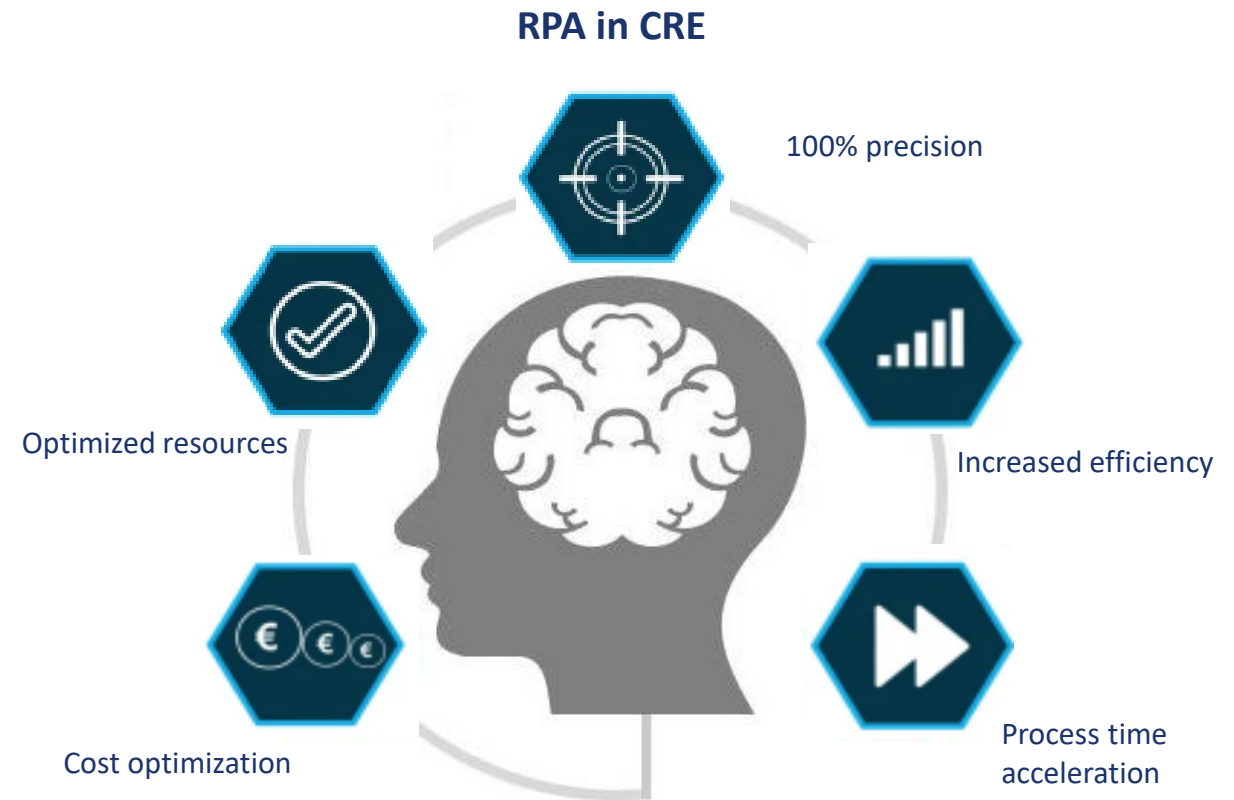 RPA in CRE
100% precision
Optimized resources
Increased efficiency
€ € €
Cost optimization
Process time
acceleration